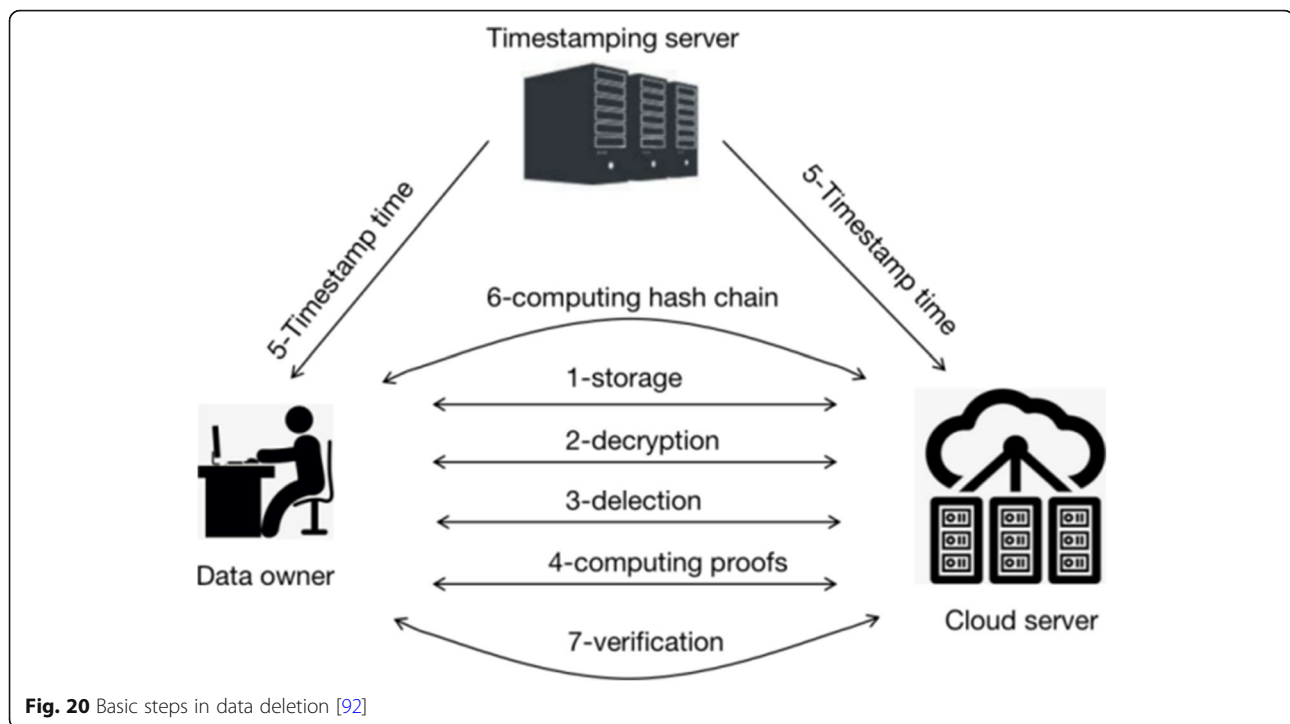 Timestamping server
5-Timestamp time
5-Timestamp time
6-computing hash chain
1-storage
2-decryption
3-delection
4-computing proofs
7-verification
Data owner
Cloud server
Fig. 20 Basic steps in data deletion [92]